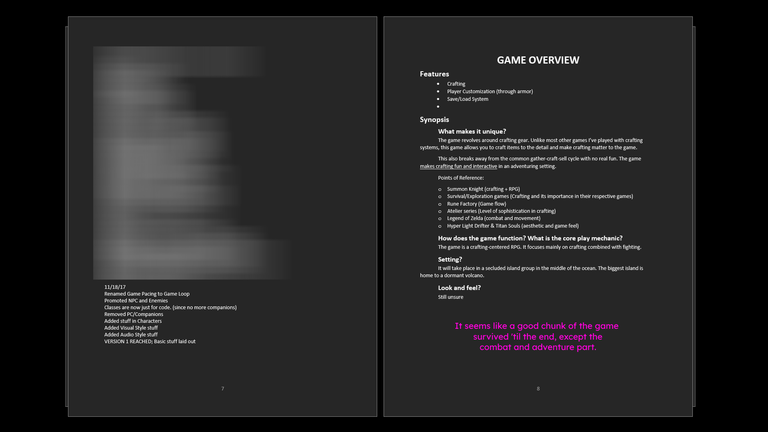 11/18/17
Renamed Game Pacing to Game Loop
Promoted NPC and Enemies
Classes are now just for code. (since no more companions)
Removed PC/Companions
Added stuff in Characters
Added Visual Style stuff
Added Audio Style stuff
VERSION 1 REACHED; Basic stuff laid out
7
GAME OVERVIEW
Features
• Crafting
• Player Customization (through armor)
• Save/Load System
•
Synopsis
What makes it unique?
The game revolves around crafting gear. Unlike most other games I've played with crafting
systems, this game allows you to craft items to the detail and make crafting matter to the game.
This also breaks away from the common gather-craft-sell cycle with no real fun. The game
makes crafting fun and interactive in an adventuring setting.
Points of Reference:
o Summon Knight (crafting + RPG)
o Survival/Exploration games (Crafting and its importance in their respective games)
o Rune Factory (Game flow)
o Atelier series (Level of sophistication in crafting)
o Legend of Zelda (combat and movement)
o Hyper Light Drifter & Titan Souls (aesthetic and game feel)
How does the game function? What is the core play mechanic?
The game is a crafting-centered RPG. It focuses mainly on crafting combined with fighting.
Setting?
It will take place in a secluded island group in the middle of the ocean. The biggest island is
home to a dormant volcano.
Look and feel?
Still unsure
It seems like a good chunk of the game
survived 'til the end, except the
combat and adventure part.
8